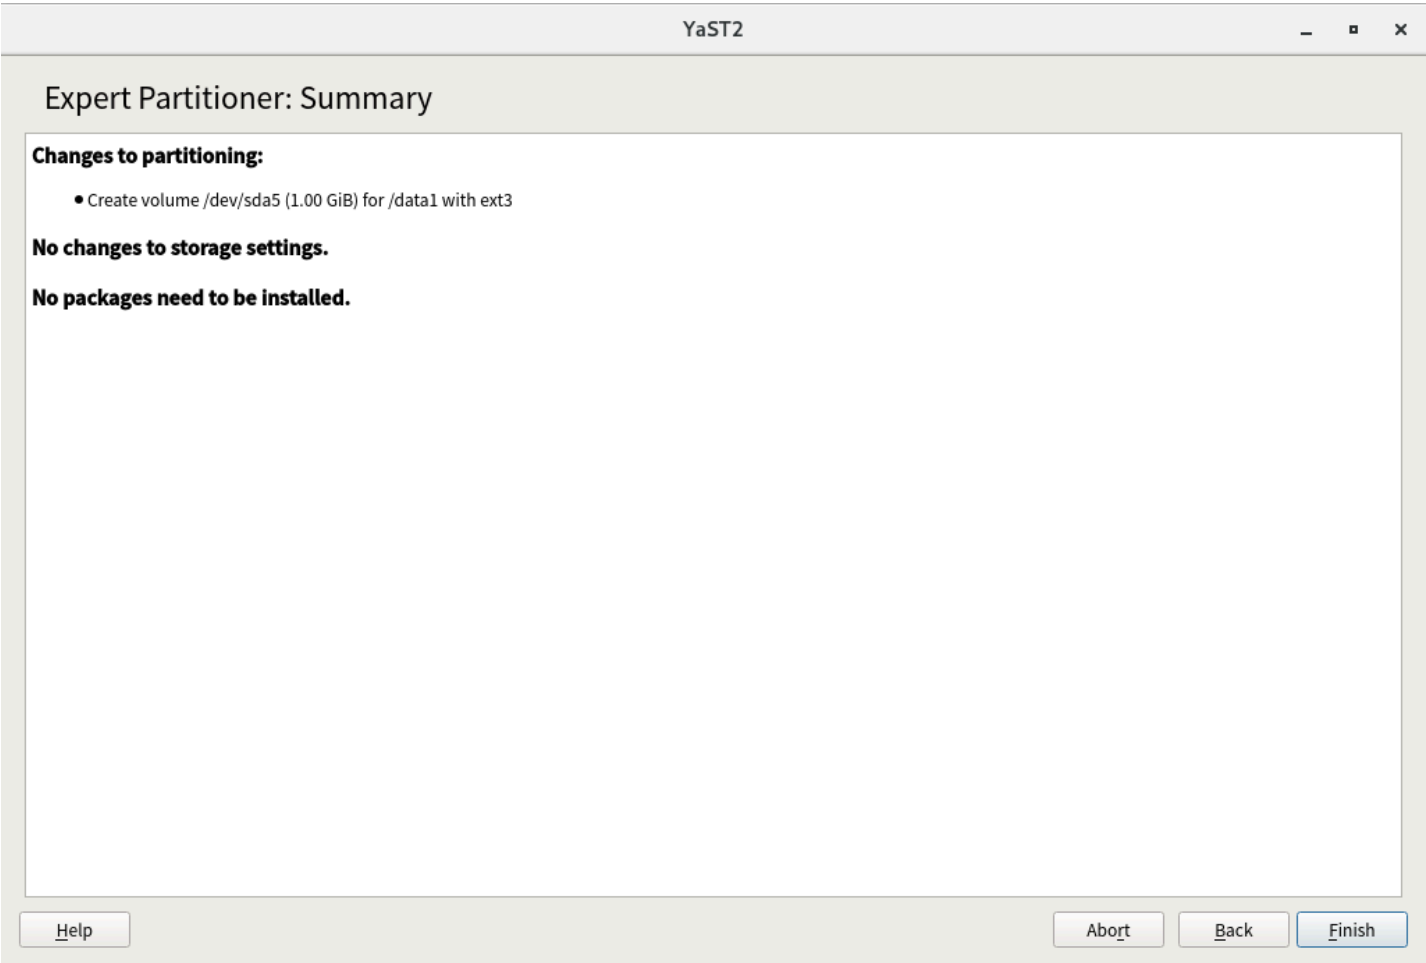 YaST2
Expert Partitioner: Summary
Changes to partitioning:
● Create volume /dev/sda5 (1.00 GiB) for /data1 with ext3
No changes to storage settings.
No packages need to be installed.
Help
Abort
Back
Finish